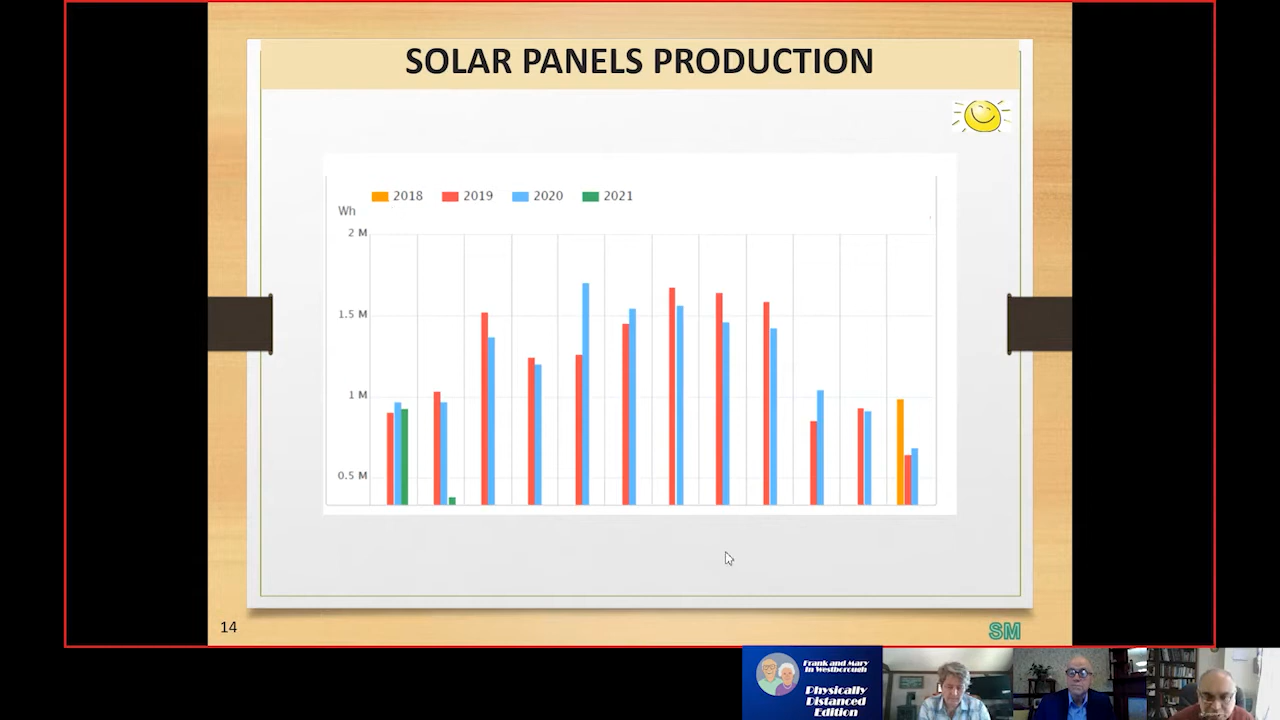 SOLAR PANELS PRODUCTION
2018 2019 2020 2021
Wh
2 M
1.5 M
1 M
0.5 M
14
SM
Frank and Mary
in Westborough
Physically
Distanced
Edition